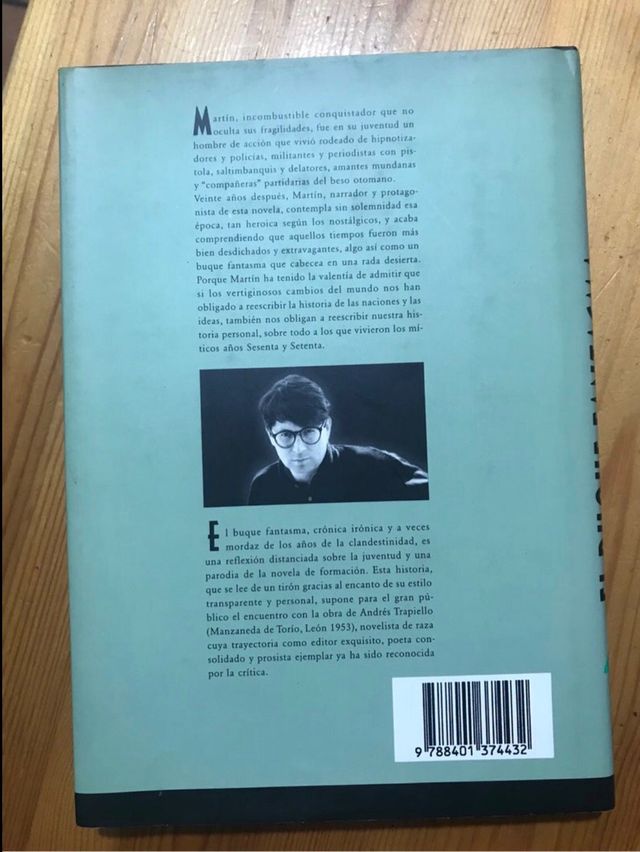 Martín, incombustible conquistador que no
oculta sus fragilidades, fue en su juventud un
hombre de acción que vivió rodeado de hipnotiza-
dores y policías, militantes y periodistas con pis-
tola, saltimbanquis y delatores, amantes mundanas
y "compañeras" partidarias del beso otomano.
Veinte años después, Martín, narrador y protago-
nista de esta novela, contempla sin solemnidad esa
época, tan heroica según los nostálgicos, y acaba
comprendiendo que aquellos tiempos fueron más
bien desdichados y extravagantes, algo así como un
buque fantasma que cabecea en una rada desierta.
Porque Martín ha tenido la valentía de admitir que
si los vertiginosos cambios del mundo nos han
obligado a reescribir la historia de las naciones y las
ideas, también nos obligan a reescribir nuestra his-
toria personal, sobre todo a los que vivieron los mí-
ticos años Sesenta y Setenta.
El buque fantasma, crónica irónica y a veces
mordaz de los años de la clandestinidad, es
una reflexión distanciada sobre la juventud y una
parodia de la novela de formación. Esta historia,
que se lee de un tirón gracias al encanto de su estilo
transparente y personal, supone para el gran pú-
blico el encuentro con la obra de Andrés Trapiello
(Manzaneda de Torío, León 1953), novelista de raza
cuya trayectoria como editor exquisito, poeta con-
solidado y prosista ejemplar ya ha sido reconocida
por la crítica.
9 788401 374432
EL BUQUE FANTASMA